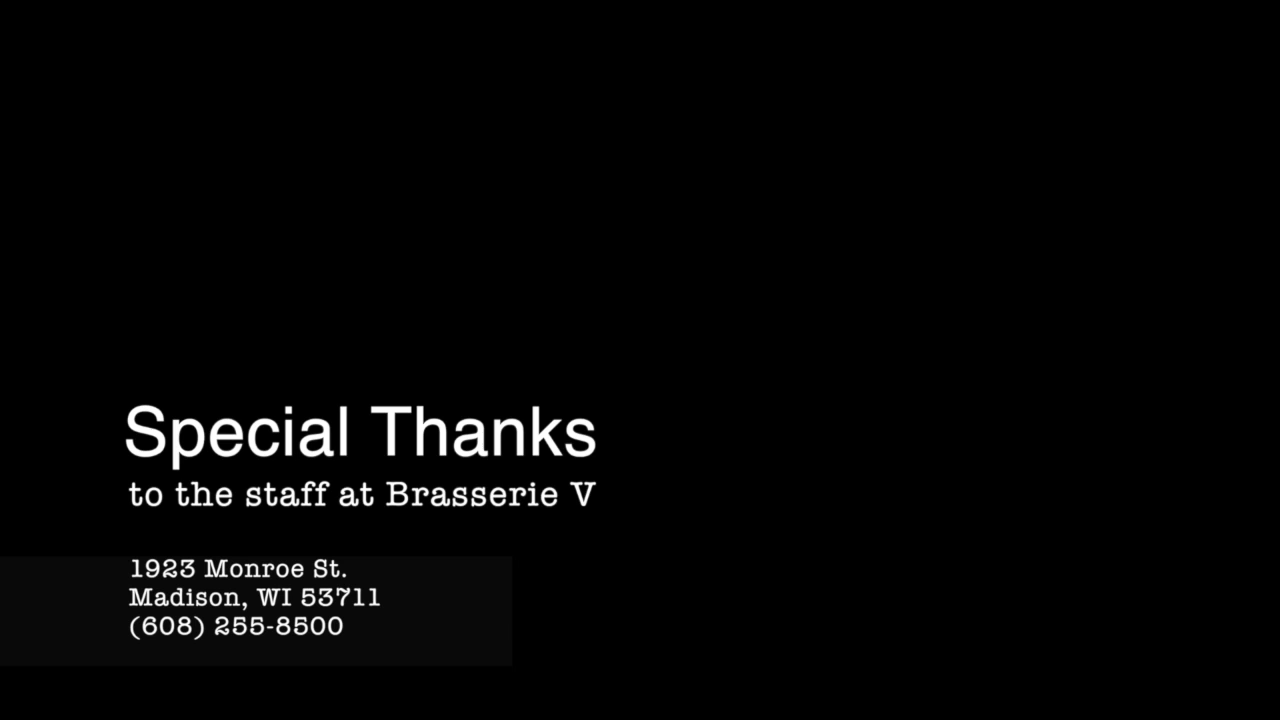 Special Thanks
to the staff at Brasserie V
1923 Monroe St.
Madison, WI 53711
(608) 255-8500